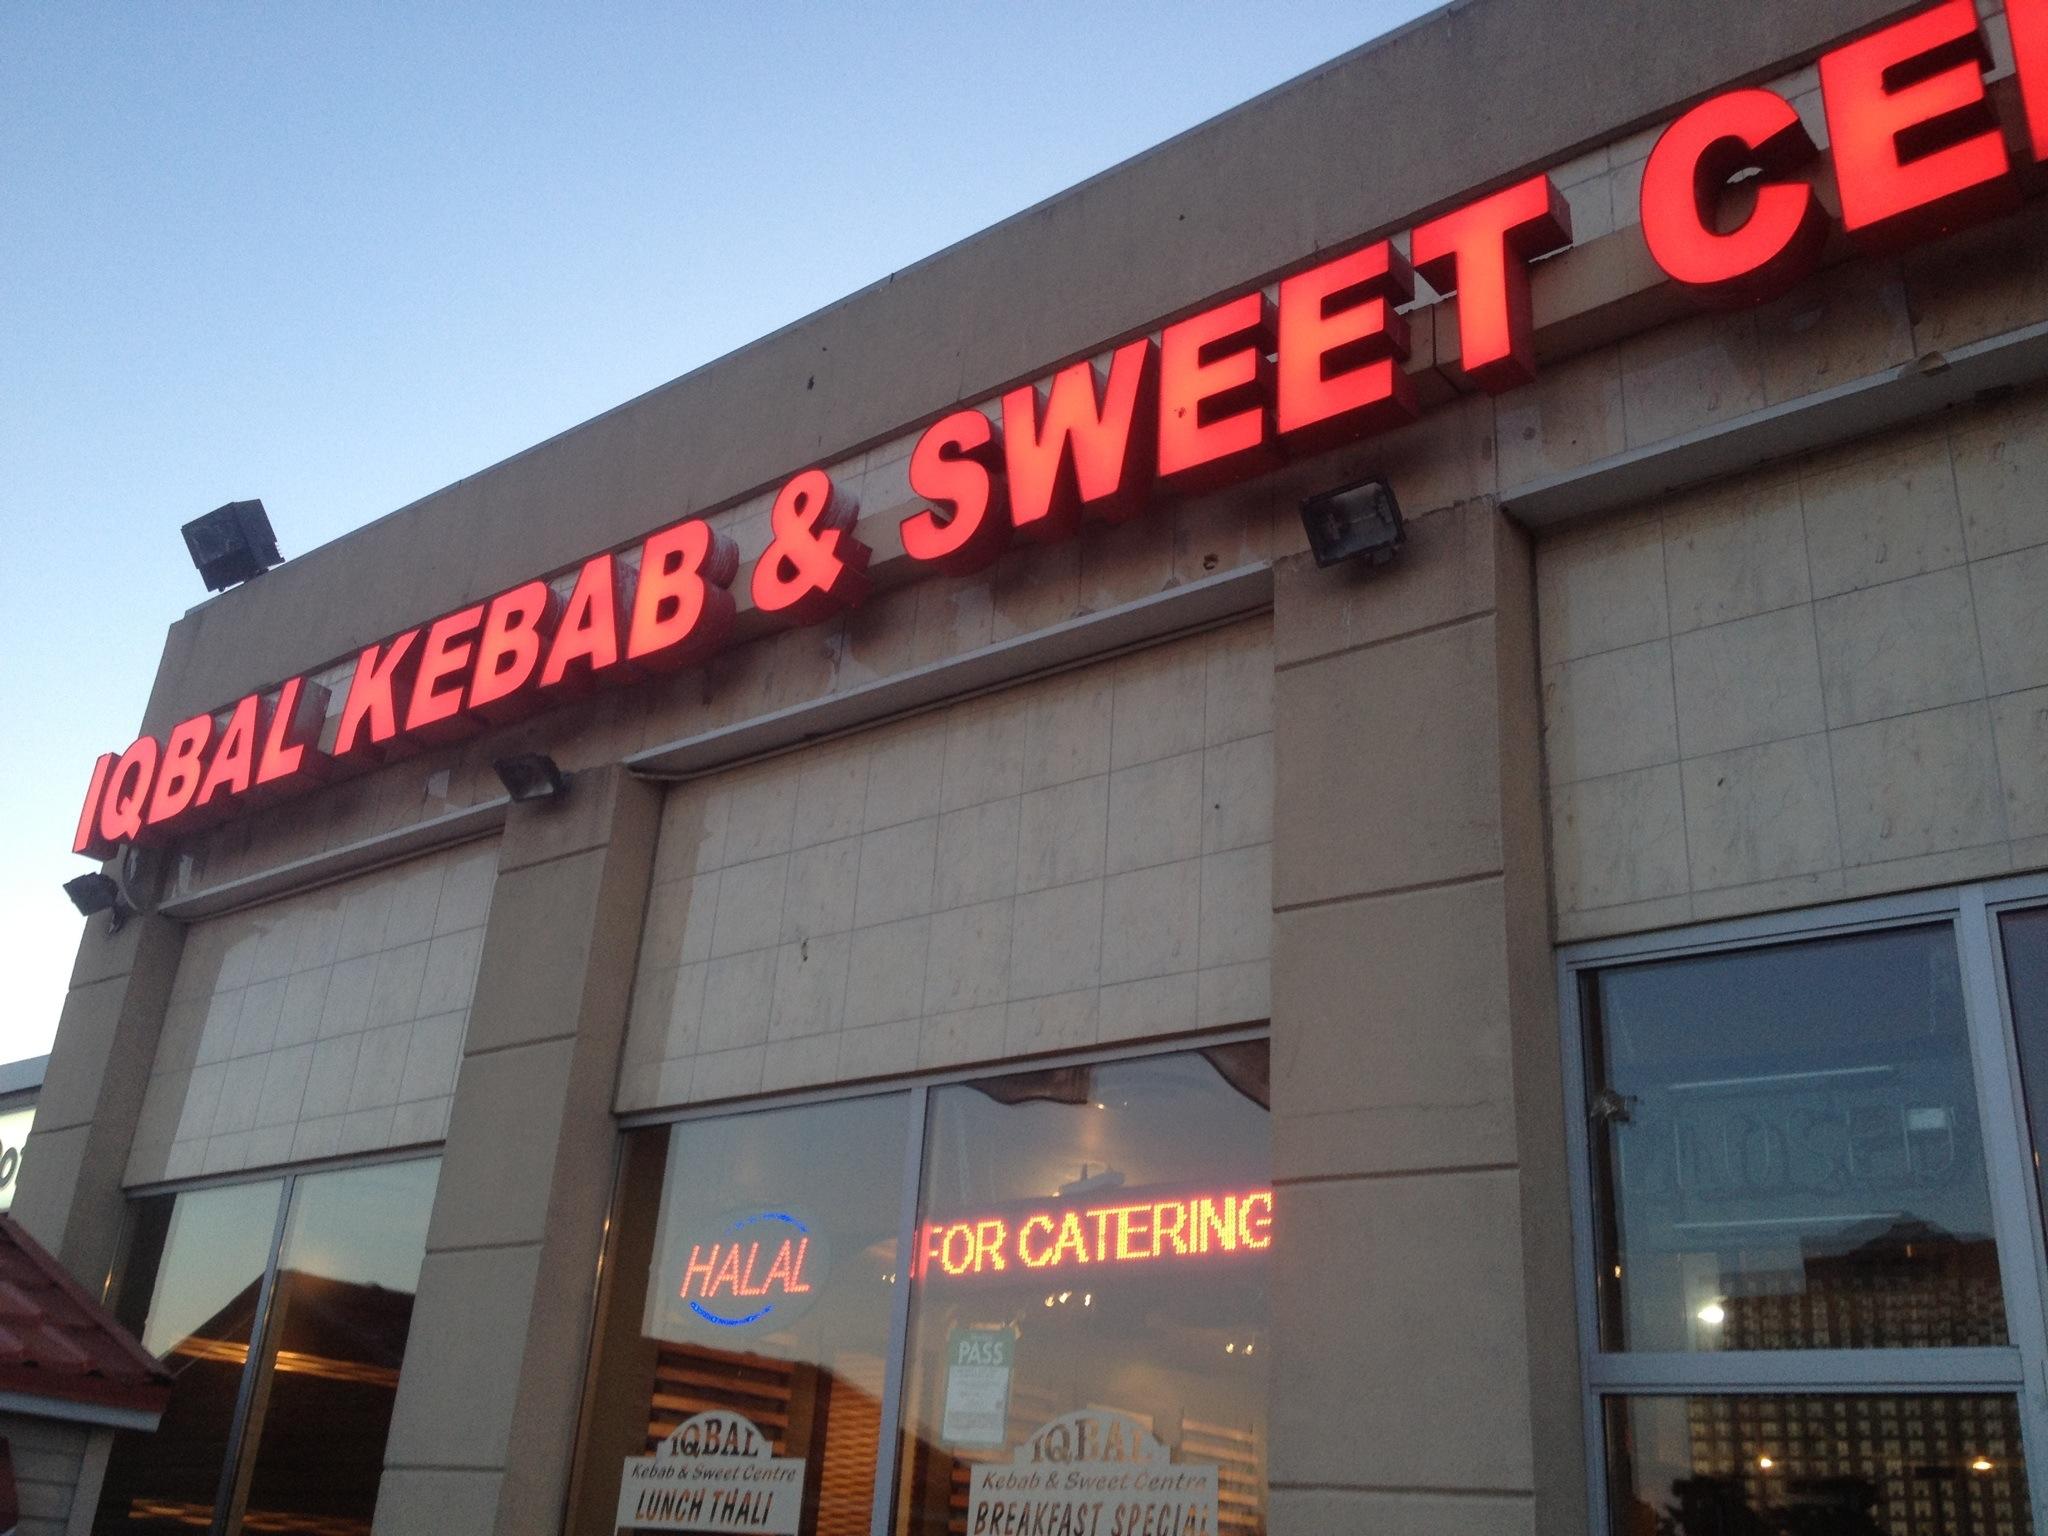 IQBAL KEBAB & SWEET CE
HALAL
FOR CATERING
PASS
IQBAL
Kebab & Sweet Centre
LUNCH THALI
IQBAL
Kebab & Sweet Centre
BREAKFAST SPECIAL